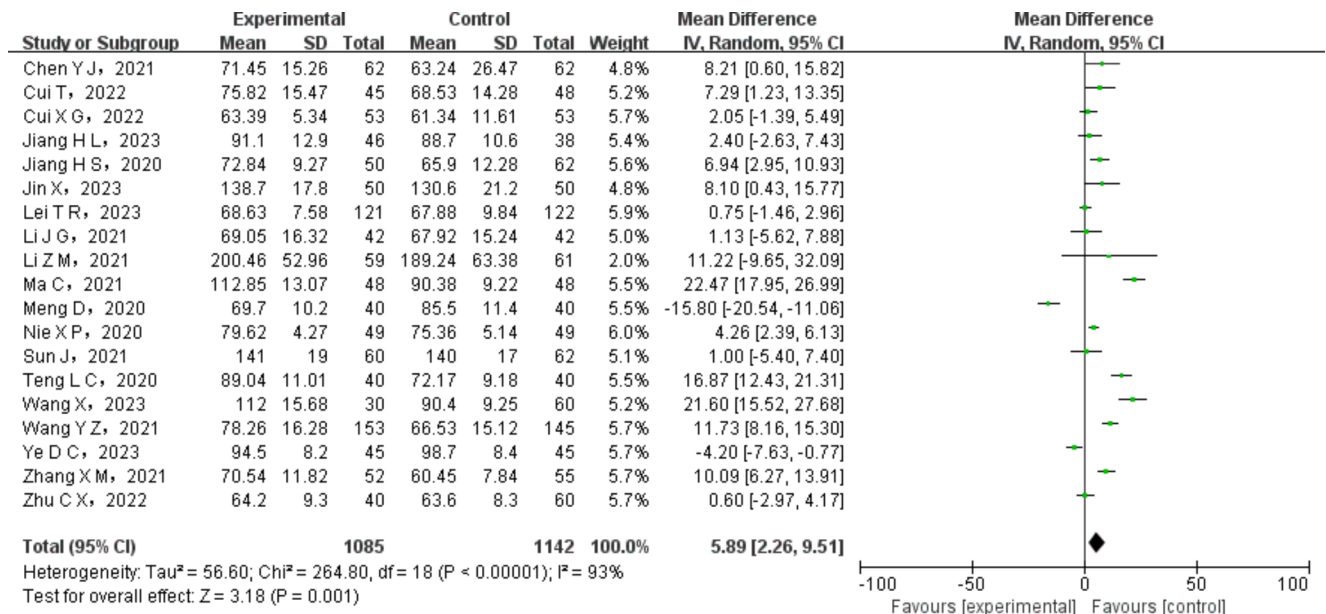 Experimental Control Mean Difference Mean Difference
Study or Subgroup Mean SD Total Mean SD Total Weight IV, Random, 95% CI IV, Random, 95% CI
Chen Y J，2021 71.45 15.26 62 63.24 26.47 62 4.8% 8.21 [0.60, 15.82]
Cui T，2022 75.82 15.47 45 68.53 14.28 48 5.2% 7.29 [1.23, 13.35]
Cui X G，2022 63.39 5.34 53 61.34 11.61 53 5.7% 2.05 [-1.39, 5.49]
Jiang H L，2023 91.1 12.9 46 88.7 10.6 38 5.4% 2.40 [-2.63, 7.43]
Jiang H S，2020 72.84 9.27 50 65.9 12.28 62 5.6% 6.94 [2.95, 10.93]
Jin X，2023 138.7 17.8 50 130.6 21.2 50 4.8% 8.10 [0.43, 15.77]
Lei T R，2023 68.63 7.58 121 67.88 9.84 122 5.9% 0.75 [-1.46, 2.96]
Li J G，2021 69.05 16.32 42 67.92 15.24 42 5.0% 1.13 [-5.62, 7.88]
Li Z M，2021 200.46 52.96 59 189.24 63.38 61 2.0% 11.22 [-9.65, 32.09]
Ma C，2021 112.85 13.07 48 90.38 9.22 48 5.5% 22.47 [17.95, 26.99]
Meng D，2020 69.7 10.2 40 85.5 11.4 40 5.5% -15.80 [-20.54, -11.06]
Nie X P，2020 79.62 4.27 49 75.36 5.14 49 6.0% 4.26 [2.39, 6.13]
Sun J，2021 141 19 60 140 17 62 5.1% 1.00 [-5.40, 7.40]
Teng L C，2020 89.04 11.01 40 72.17 9.18 40 5.5% 16.87 [12.43, 21.31]
Wang X，2023 112 15.68 30 90.4 9.25 60 5.2% 21.60 [15.52, 27.68]
Wang Y Z，2021 78.26 16.28 153 66.53 15.12 145 5.7% 11.73 [8.16, 15.30]
Ye D C，2023 94.5 8.2 45 98.7 8.4 45 5.7% -4.20 [-7.63, -0.77]
Zhang X M，2021 70.54 11.82 52 60.45 7.84 55 5.6% 10.09 [6.27, 13.91]
Zhu C X，2022 64.2 9.3 40 63.6 8.3 60 5.7% 0.60 [-2.97, 4.17]
Total (95% CI) 1085 1142 100.0% 5.89 [2.26, 9.51]
Heterogeneity: Tau² = 56.60; Chi² = 264.80, df = 18 (P < 0.00001); I² = 93%
Test for overall effect: Z = 3.18 (P = 0.001)
-100 -50 0 50 100
Favours [experimental] Favours [control]